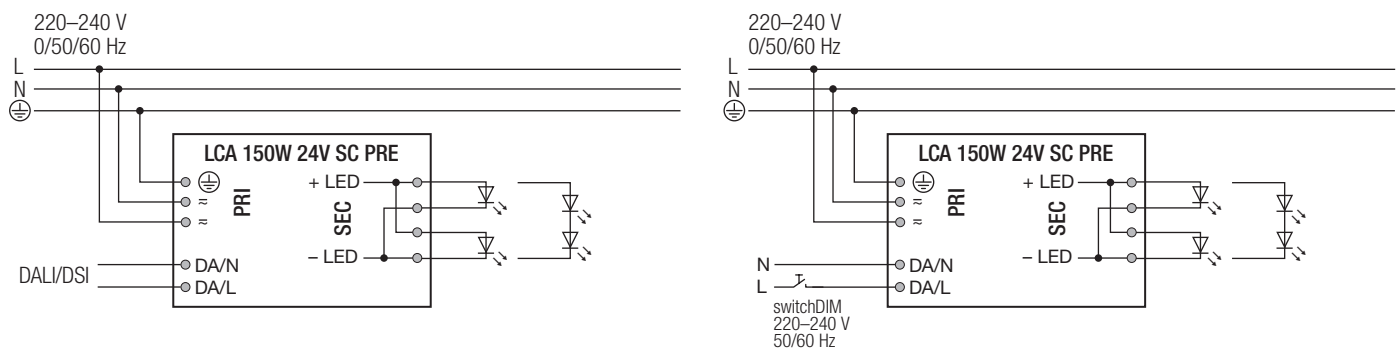 220–240 V
0/50/60 Hz
L
N
LCA 150W 24V SC PRE
PRI
≂
≂
+ LED
SEC
– LED
DALI/DSI
DA/N
DA/L
220–240 V
0/50/60 Hz
L
N
LCA 150W 24V SC PRE
PRI
≂
≂
+ LED
SEC
– LED
N
DA/N
L
DA/L
switchDIM
220–240 V
50/60 Hz